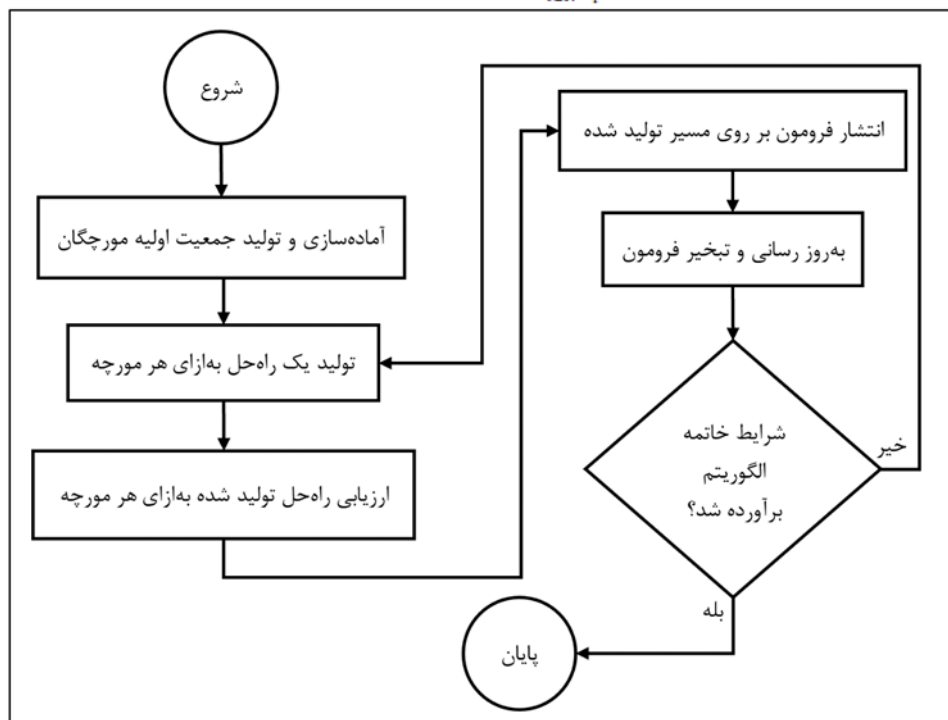 شروع
آماده‌سازی و تولید جمعیت اولیه مورچگان
تولید یک راه‌حل به‌ازای هر مورچه
ارزیابی راه‌حل تولید شده به‌ازای هر مورچه
انتشار فرومون بر روی مسیر تولید شده
به‌روز رسانی و تبخیر فرومون
شرایط خاتمه
الگوریتم
برآورده شد؟
خیر
بله
پایان